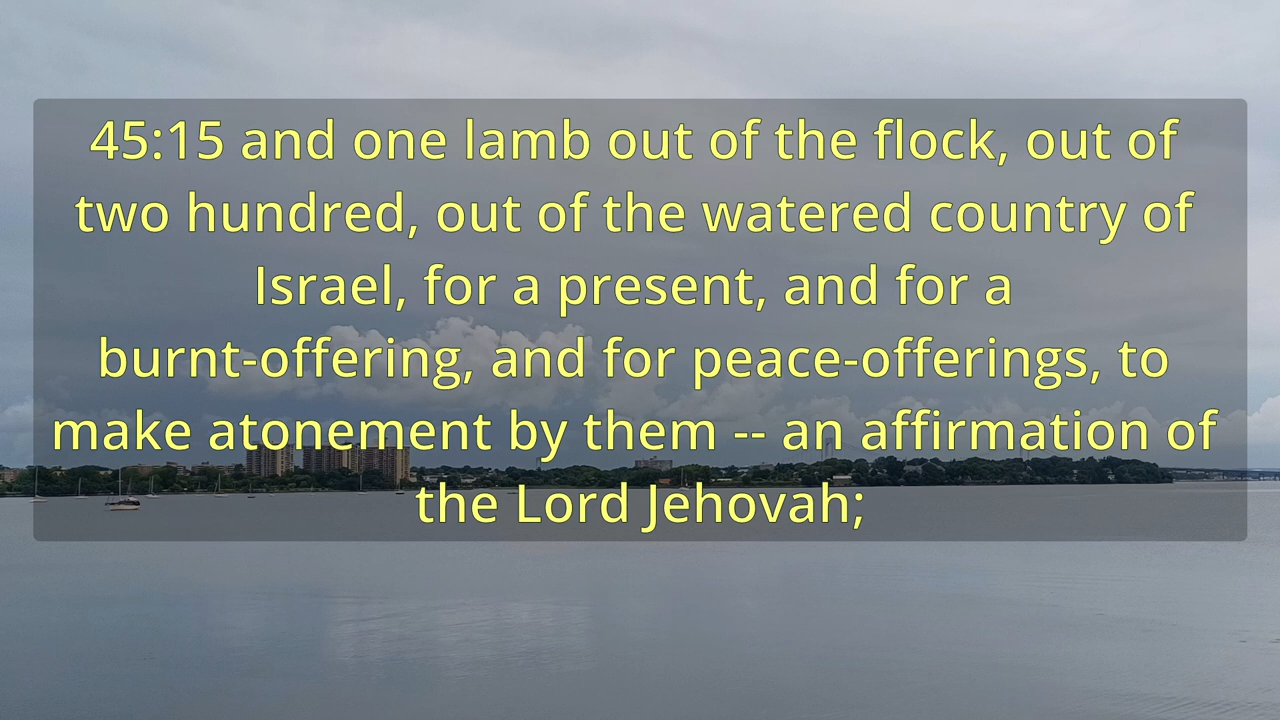 45:15 and one lamb out of the flock, out of
two hundred, out of the watered country of
Israel, for a present, and for a
burnt-offering, and for peace-offerings, to
make atonement by them -- an affirmation of
the Lord Jehovah;